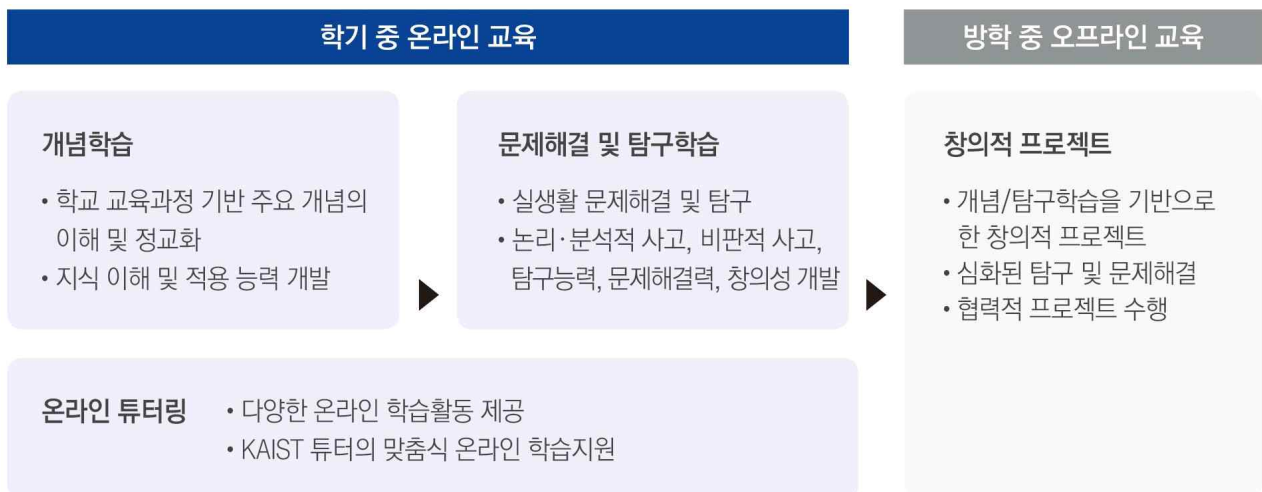 학기 중 온라인 교육
방학 중 오프라인 교육
개념학습
• 학교 교육과정 기반 주요 개념의
이해 및 정교화
• 지식 이해 및 적용 능력 개발
문제해결 및 탐구학습
• 실생활 문제해결 및 탐구
• 논리·분석적 사고, 비판적 사고,
탐구능력, 문제해결력, 창의성 개발
창의적 프로젝트
• 개념/탐구학습을 기반으로
한 창의적 프로젝트
• 심화된 탐구 및 문제해결
• 협력적 프로젝트 수행
온라인 튜터링
• 다양한 온라인 학습활동 제공
• KAIST 튜터의 맞춤식 온라인 학습지원